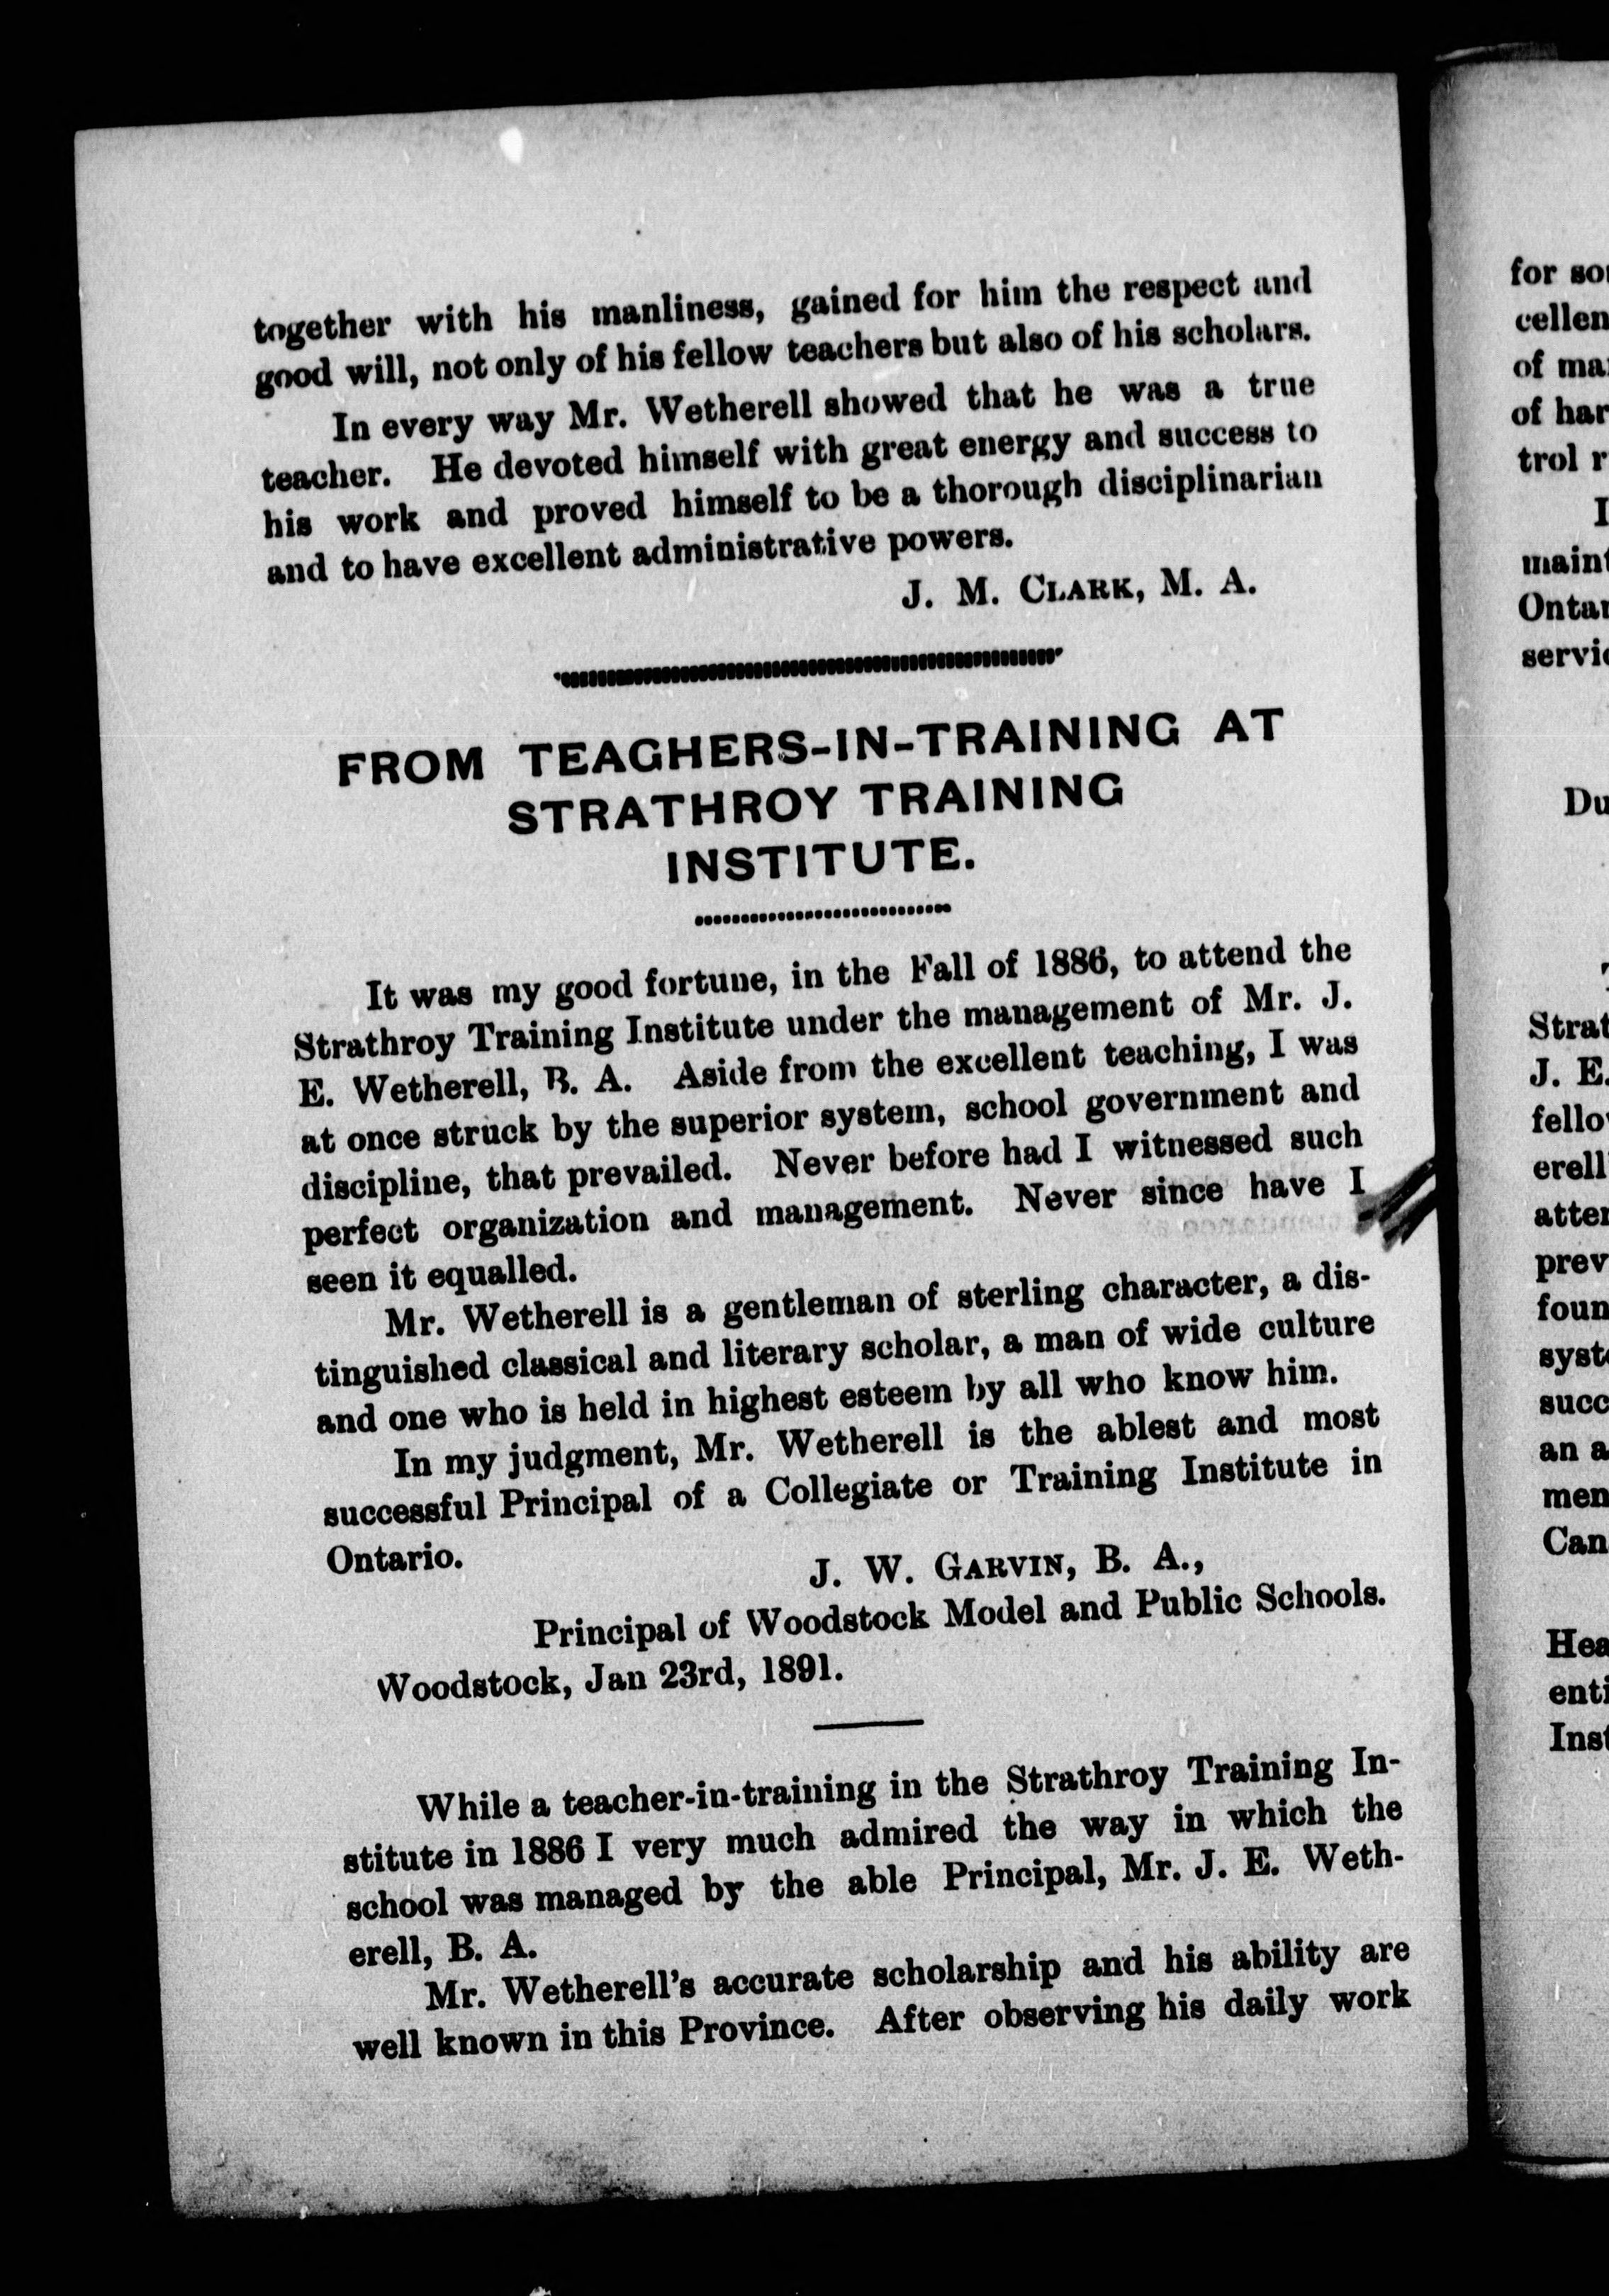 together with his manliness, gained for him the respect and
good will, not only of his fellow teachers but also of his scholars.
In every way Mr. Wetherell showed that he was a true
teacher. He devoted himself with great energy and success to
his work and proved himself to be a thorough disciplinarian
and to have excellent administrative powers.
J. M. CLARK, M. A.
FROM TEACHERS-IN-TRAINING AT
STRATHROY TRAINING
INSTITUTE.
It was my good fortune, in the Fall of 1886, to attend the
Strathroy Training Institute under the management of Mr. J.
E. Wetherell, B. A. Aside from the excellent teaching, I was
at once struck by the superior system, school government and
discipline, that prevailed. Never before had I witnessed such
perfect organization and management. Never since have I
seen it equalled.
Mr. Wetherell is a gentleman of sterling character, a dis-
tinguished classical and literary scholar, a man of wide culture
and one who is held in highest esteem by all who know him.
In my judgment, Mr. Wetherell is the ablest and most
successful Principal of a Collegiate or Training Institute in
Ontario.
J. W. GARVIN, B. A.,
Principal of Woodstock Model and Public Schools.
Woodstock, Jan 23rd, 1891.
While a teacher-in-training in the Strathroy Training In-
stitute in 1886 I very much admired the way in which the
school was managed by the able Principal, Mr. J. E. Weth-
erell, B. A.
Mr. Wetherell's accurate scholarship and his ability are
well known in this Province. After observing his daily work
for
of
of
trol
J. E.
an